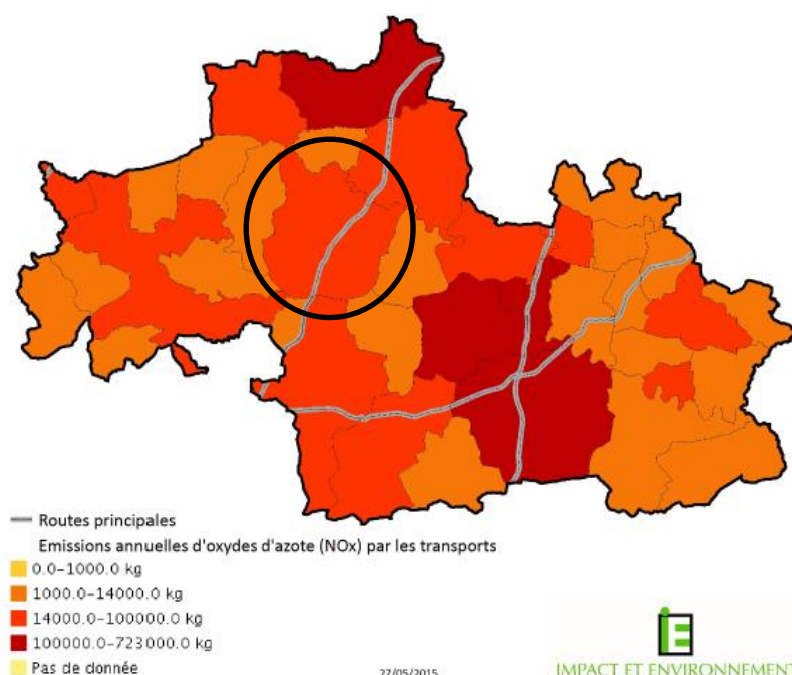 Routes principales
Emissions annuelles d'oxydes d'azote (NOx) par les transports
0.0-1000.0 kg
1000.0-14000.0 kg
14000.0-100000.0 kg
100000.0-723000.0 kg
Pas de donnée
27/05/2015
iE
IMPACT ET ENVIRONNEMENT